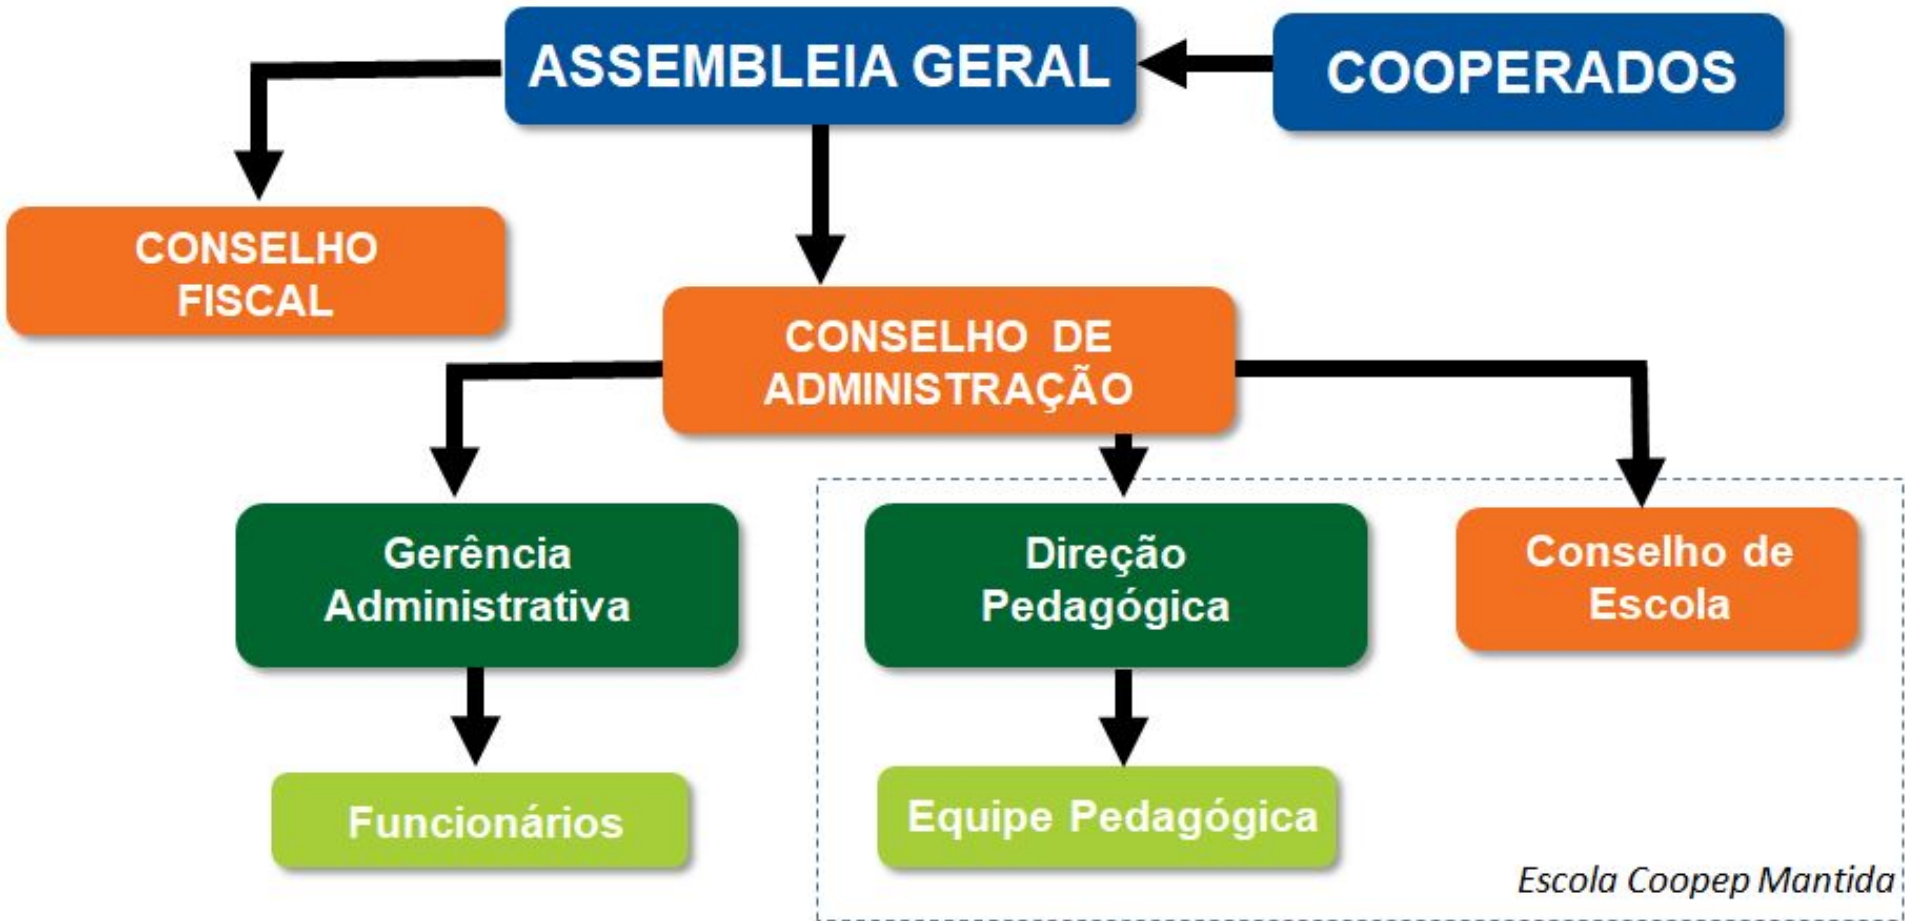 ASSEMBLEIA GERAL
COOPERADOS
CONSELHO
FISCAL
CONSELHO DE
ADMINISTRAÇÃO
Gerência
Administrativa
Direção
Pedagógica
Conselho de
Escola
Funcionários
Equipe Pedagógica
Escola Coopep Mantida